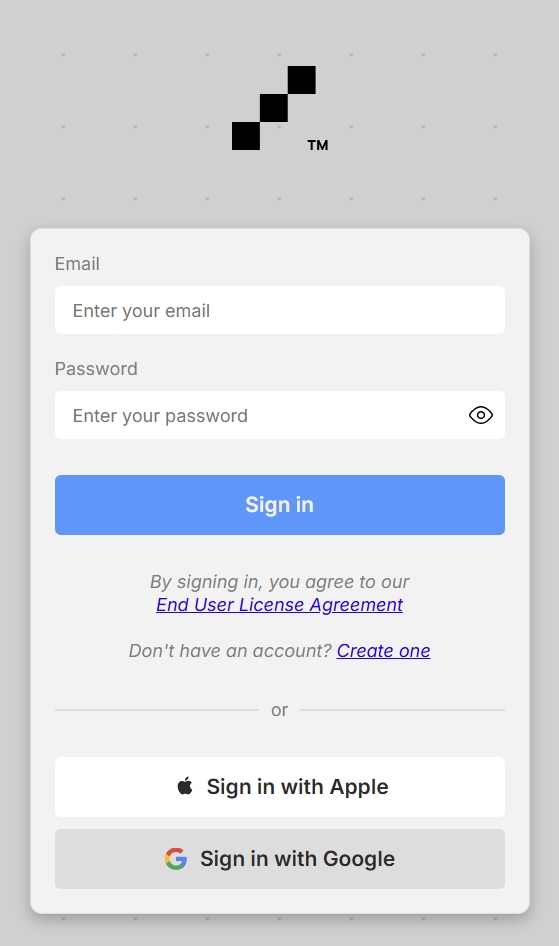 TM
Email
Enter your email
Password
Enter your password
Sign in
By signing in, you agree to our
End User License Agreement
Don't have an account? Create one
or
Sign in with Apple
Sign in with Google